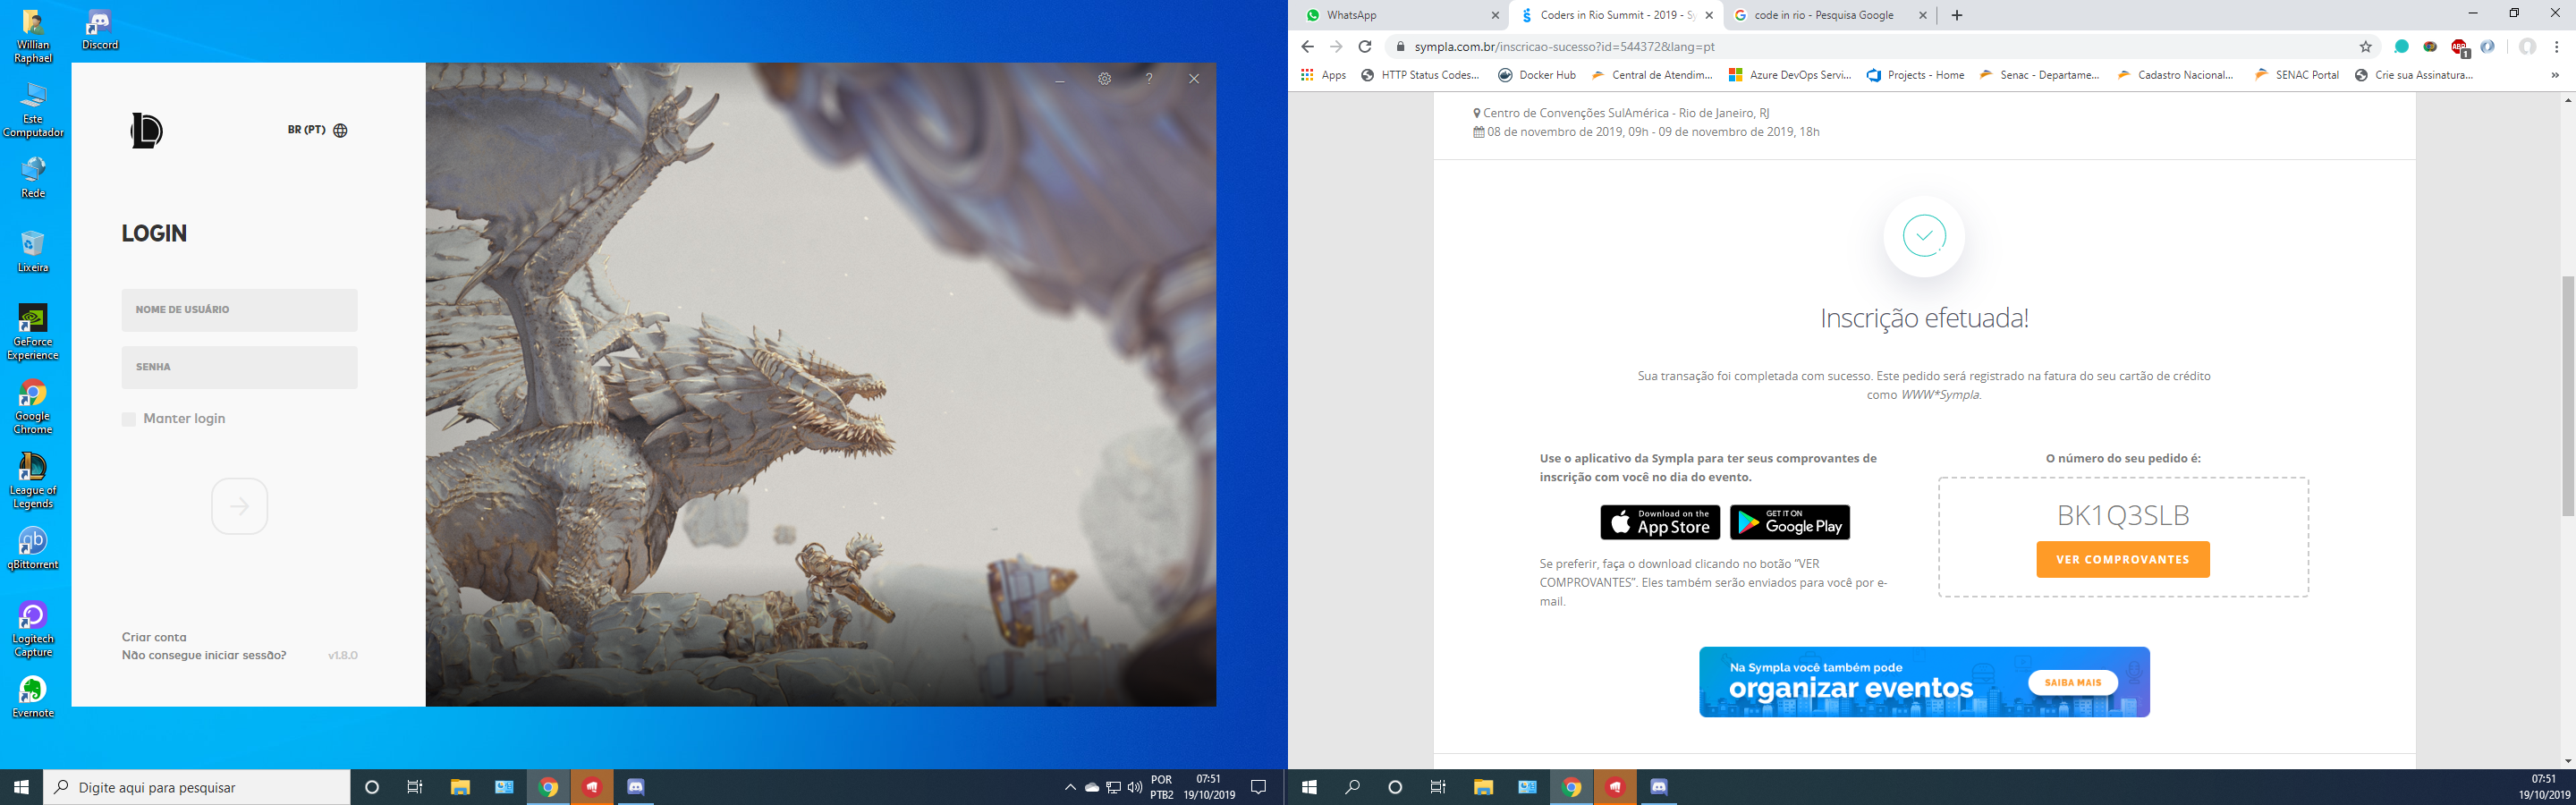 Willian
Raphael
Discord
Este
Computador
Rede
Lixeira
GeForce
Experience
Google
Chrome
League of
Legends
qb
qBittorrent
Logitech
Capture
Evernote
BR (PT)
?
LOGIN
NOME DE USUÁRIO
SENHA
Manter login
Criar conta
Não consegue iniciar sessão?
v1.8.0
Digite aqui para pesquisar
POR
PTB2
07:51
19/10/2019
WhatsApp
Coders in Rio Summit - 2019 - Sy
code in rio - Pesquisa Google
sympla.com.br/inscricao-sucesso?id=544372&lang=pt
ABP
1
Apps
HTTP Status Codes...
Docker Hub
Central de Atendim...
Azure DevOps Servi...
Projects - Home
Senac - Departame...
Cadastro Nacional...
SENAC Portal
Crie sua Assinatura...
»
Centro de Convenções SulAmérica - Rio de Janeiro, RJ
08 de novembro de 2019, 09h - 09 de novembro de 2019, 18h
Inscrição efetuada!
Sua transação foi completada com sucesso. Este pedido será registrado na fatura do seu cartão de crédito
como WWW*Sympla.
Use o aplicativo da Sympla para ter seus comprovantes de
inscrição com você no dia do evento.
Download on the
App Store
GET IT ON
Google Play
Se preferir, faça o download clicando no botão “VER
COMPROVANTES”. Eles também serão enviados para você por e-
mail.
O número do seu pedido é:
BK1Q3SLB
VER COMPROVANTES
Na Sympla você também pode
organizar eventos
SAIBA MAIS
07:51
19/10/2019